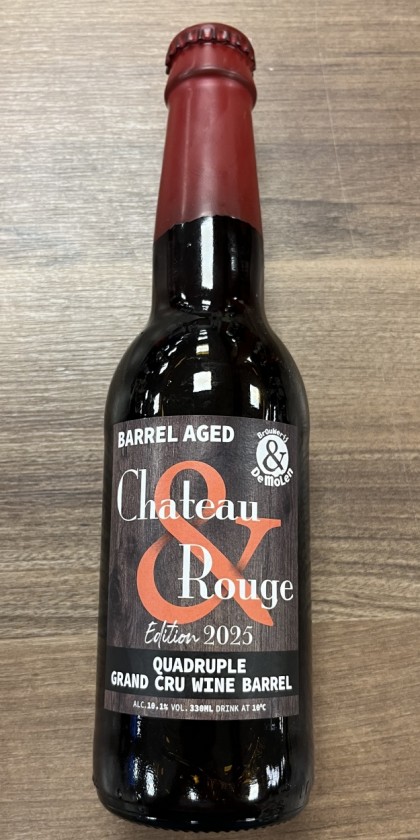 BARREL AGED
Brouwerij
&
De Molen
Chateau
&
Rouge
Edition 2025
QUADRUPLE
GRAND CRU WINE BARREL
ALC.10,1% VOL. 330ML DRINK AT 10°C